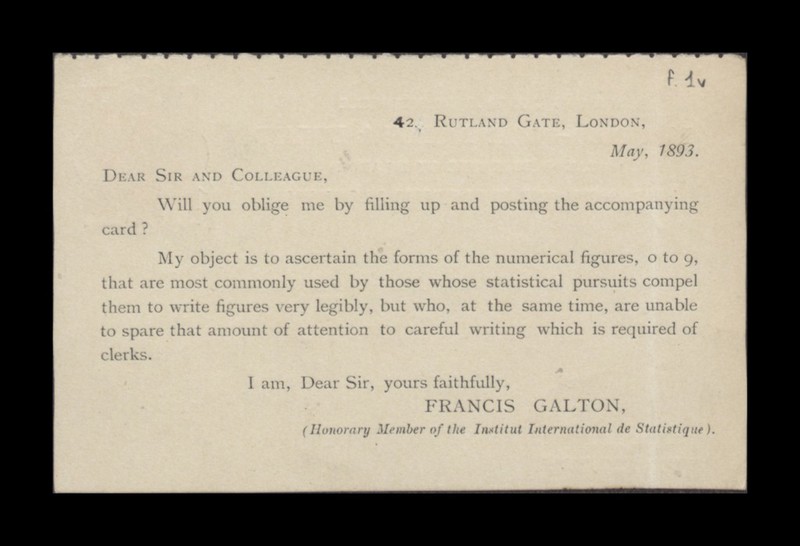 f. 1v
42, Rutland Gate, London,
May, 1893.
Dear Sir and Colleague,
Will you oblige me by filling up and posting the accompanying
card ?
My object is to ascertain the forms of the numerical figures, 0 to 9,
that are most commonly used by those whose statistical pursuits compel
them to write figures very legibly, but who, at the same time, are unable
to spare that amount of attention to careful writing which is required of
clerks.
I am, Dear Sir, yours faithfully,
FRANCIS GALTON,
(Honorary Member of the Institut International de Statistique).